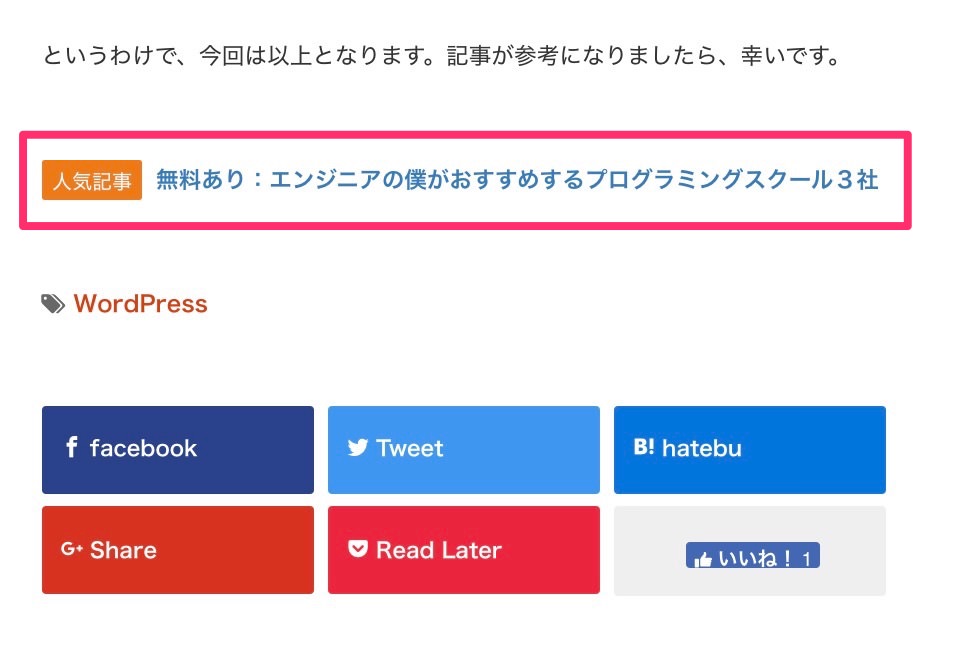 というわけで、今回は以上となります。記事が参考になりましたら、幸いです。
人気記事 無料あり：エンジニアの僕がおすすめするプログラミングスクール３社
WordPress
facebook
Tweet
B! hatebu
G+ Share
Read Later
いいね！ 1